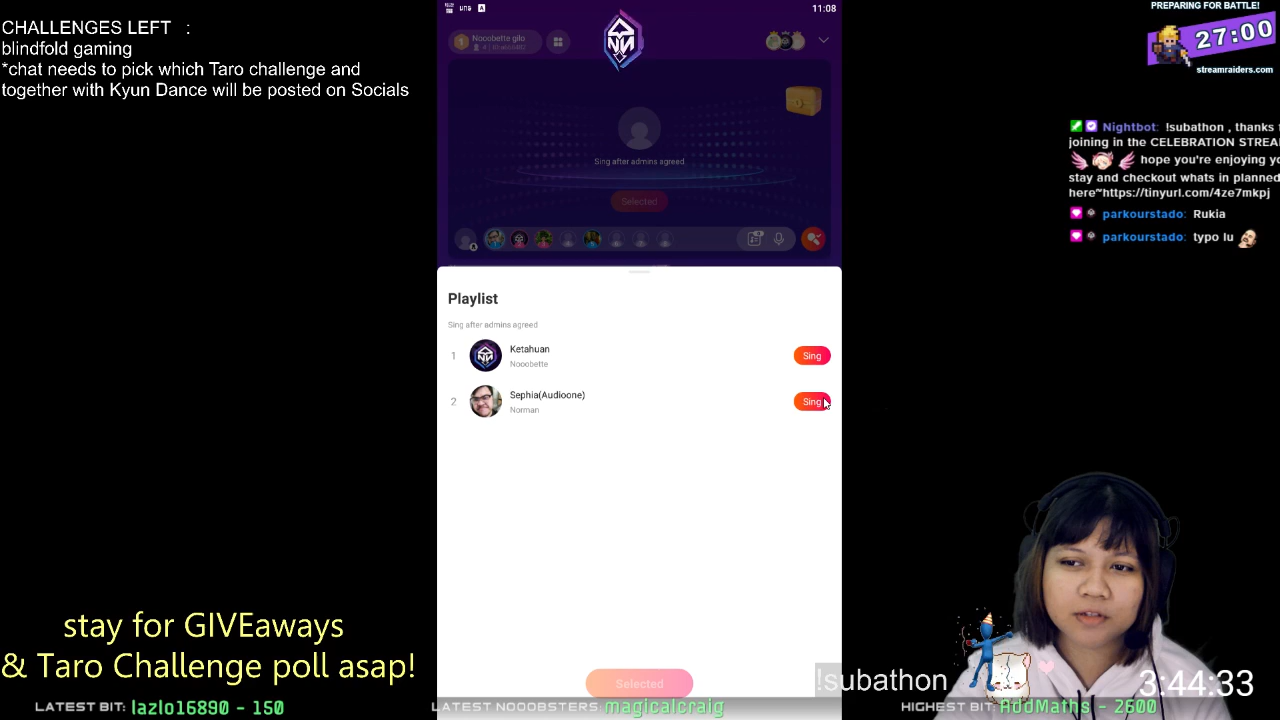 CHALLENGES LEFT :
blindfold gaming
*chat needs to pick which Taro challenge and
together with Kyun Dance will be posted on Socials
11:08
Nooobette gilo
Sing after admins agreed
Selected
Playlist
Sing after admins agreed
1
Ketahuan
Nooobette
Sing
2
Sephia(Audioone)
Norman
Sing
Selected
PREPARING FOR BATTLE!
27:00
streamraiders.com
Nightbot: !subathon , thanks f
joining in the CELEBRATION STREA
hope you're enjoying yo
stay and checkout whats in planned
here~https://tinyurl.com/4ze7mkpj
parkourstado: Rukia
parkourstado: typo lu
stay for GIVEaways
& Taro Challenge poll asap!
!subathon
3:44:33
LATEST BIT: lazlo16890 - 150
LATEST NOOOBSTERS: magicalcraig
HIGHEST BIT: AddMaths - 2600